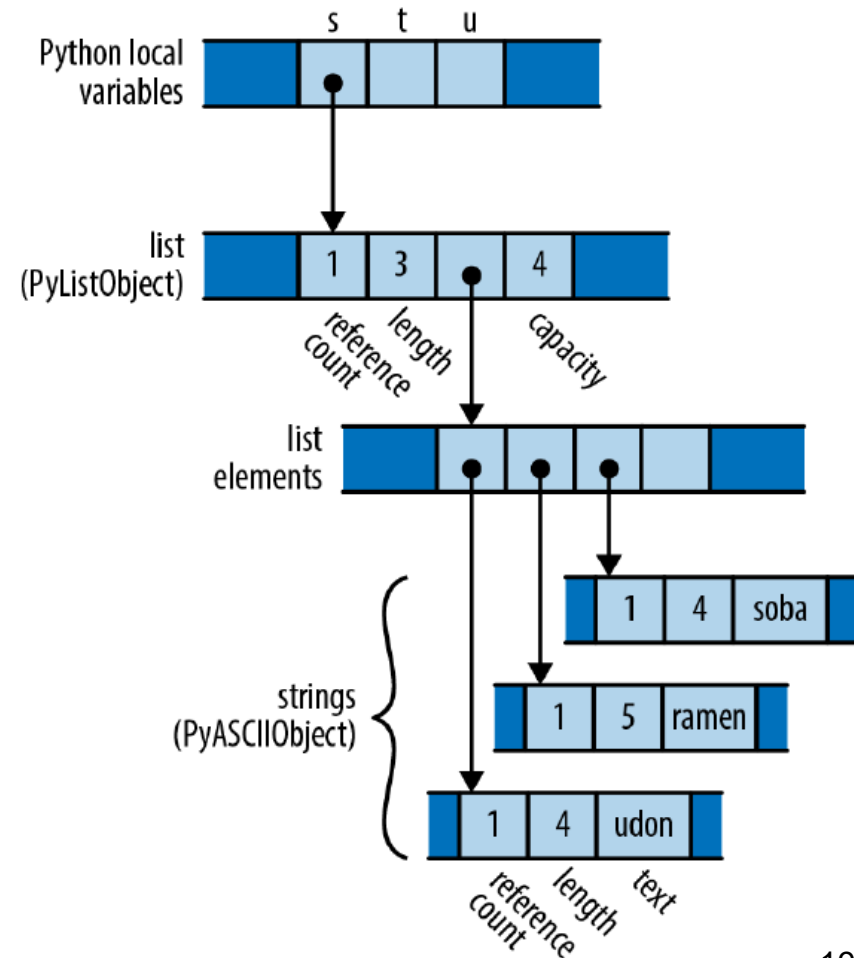 s t u
Python local
variables
list
(PyListObject)
1 3 4
reference
count
length
capacity
list
elements
1 4 soba
strings
(PyASCIIObject)
1 5 ramen
1 4 udon
reference
count
length
text